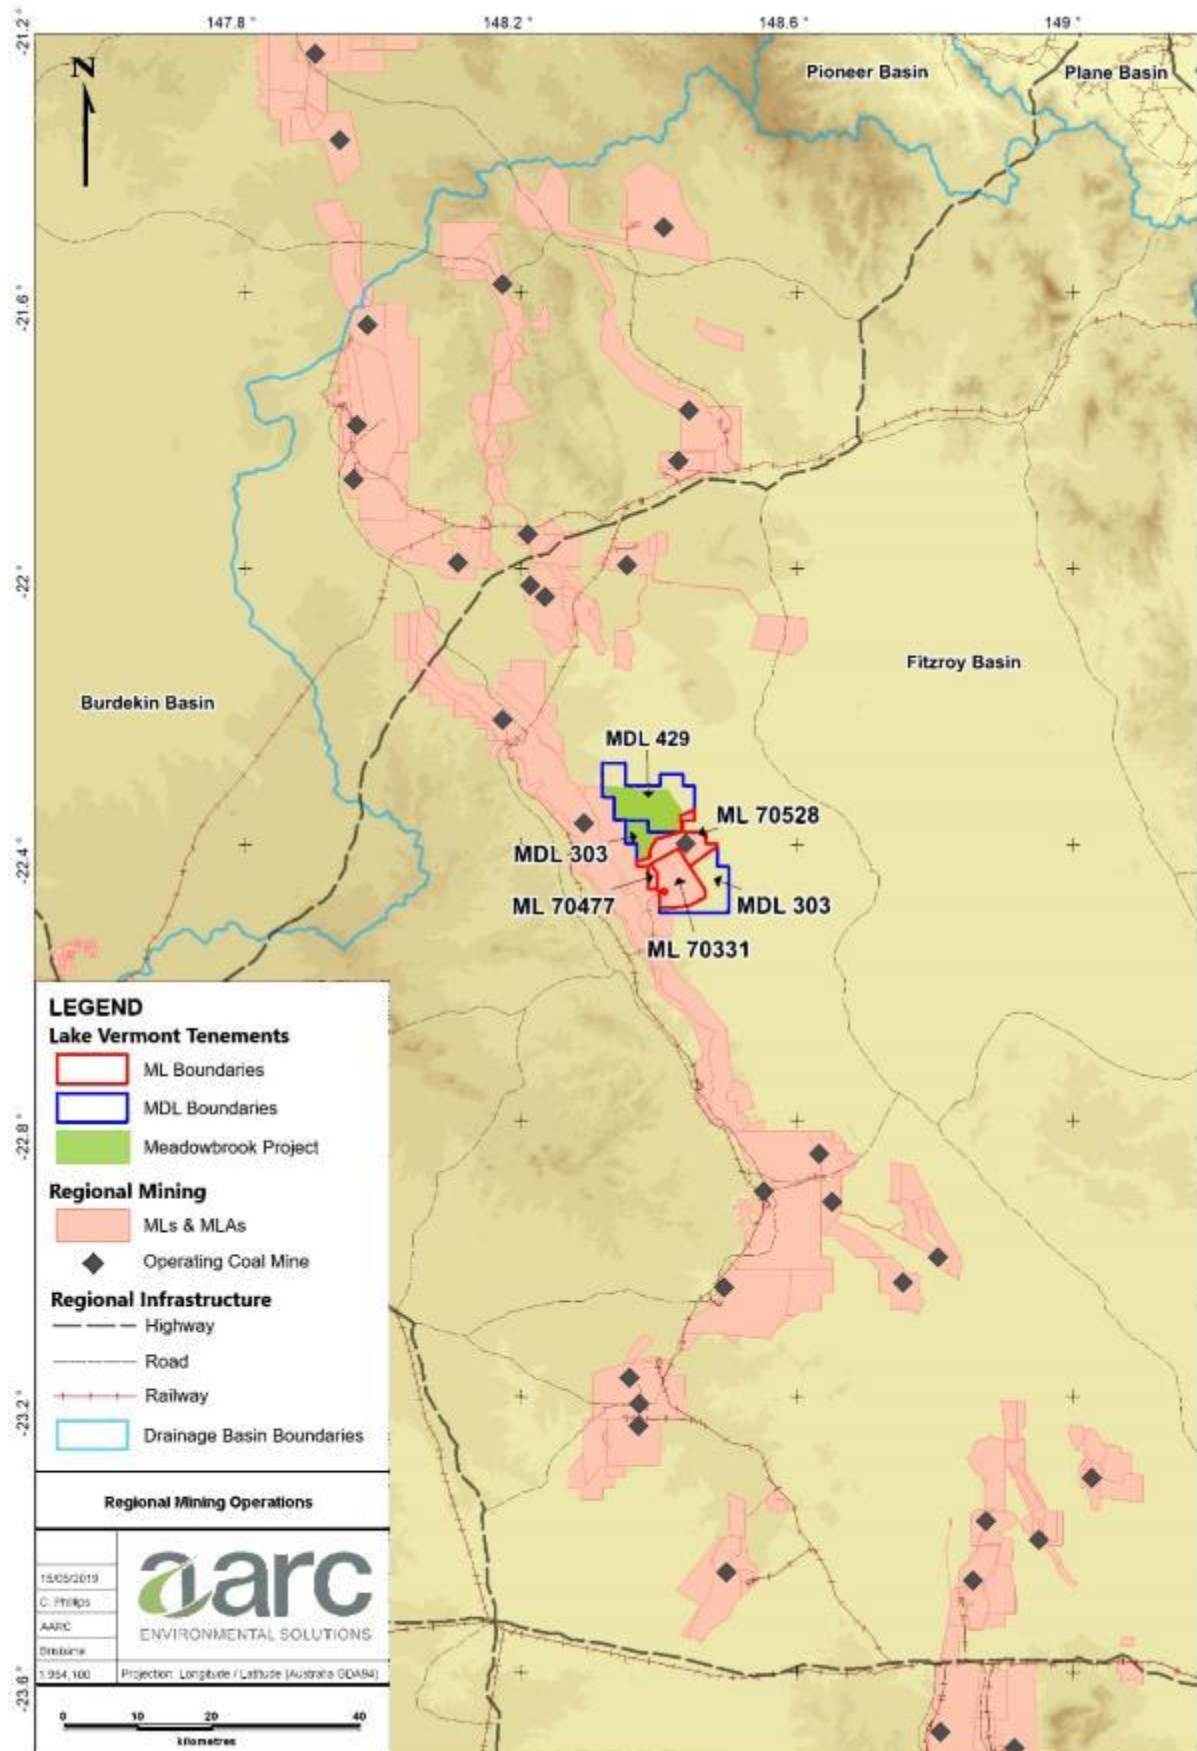 147.8 ° 148.2 ° 148.6 ° 149 °
-21.2 °
N
Pioneer Basin
Plane Basin
-21.6 °
-22 °
Fitzroy Basin
Burdekin Basin
MDL 429
ML 70528
MDL 303
-22.4 °
ML 70477
MDL 303
ML 70331
LEGEND
Lake Vermont Tenements
ML Boundaries
MDL Boundaries
Meadowbrook Project
-22.8 °
Regional Mining
MLs & MLAs
Operating Coal Mine
Regional Infrastructure
Highway
Road
Railway
-23.2 °
Drainage Basin Boundaries
Regional Mining Operations
15/05/2019
C. Phillips
AARC
Brisbane
1:954,100
aarc
ENVIRONMENTAL SOLUTIONS
Projection: Longitude / Latitude (Australia GDA94)
-23.6 °
0 10 20 40
kilometres